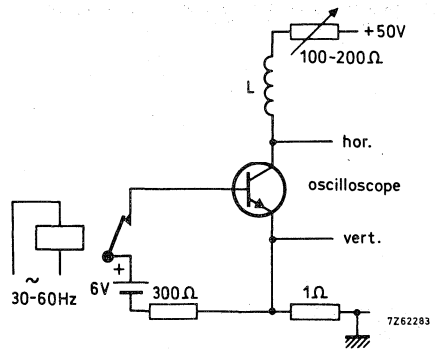 +50V
100-200Ω
L
hor.
oscilloscope
vert.
+
6V
300Ω
1Ω
~
30-60Hz
7Z62283